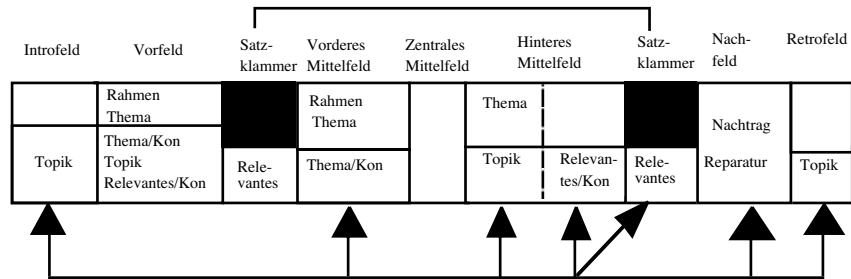 Introfeld
Vorfeld
Satz-
klammer
Vorderes
Mittelfeld
Zentrales
Mittelfeld
Hinteres
Mittelfeld
Satz-
klammer
Nach-
feld
Retrofeld
Rahmen
Thema
Rahmen
Thema
Thema
Nachtrag
Reparatur
Topik
Thema/Kon
Topik
Relevantes/Kon
Rele-
vantes
Thema/Kon
Topik
Relevan-
tes/Kon
Rele-
vantes
Topik